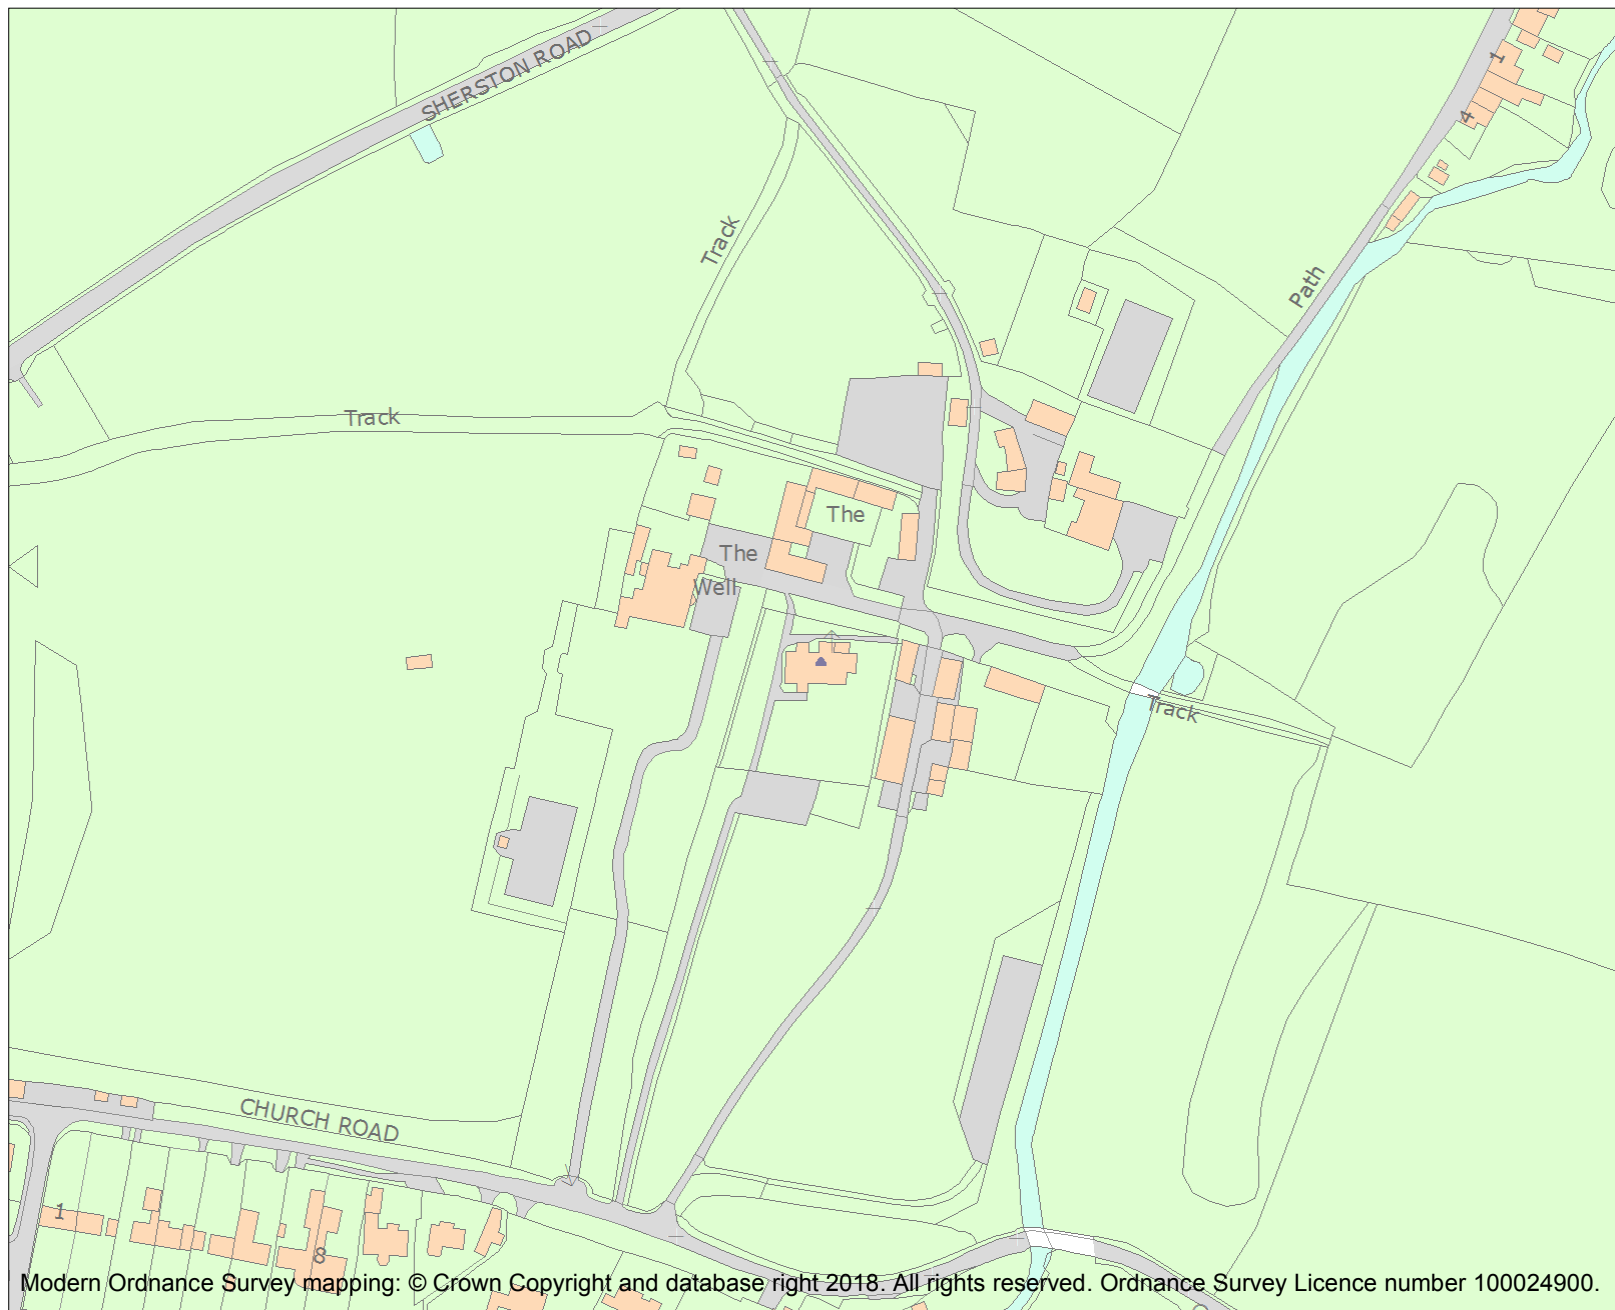 SHERSTON ROAD
1
4
Track
Path
Track
The
The
Well
Track
CHURCH ROAD
1
8
Modern Ordnance Survey mapping: © Crown Copyright and database right 2018. All rights reserved. Ordnance Survey Licence number 100024900.